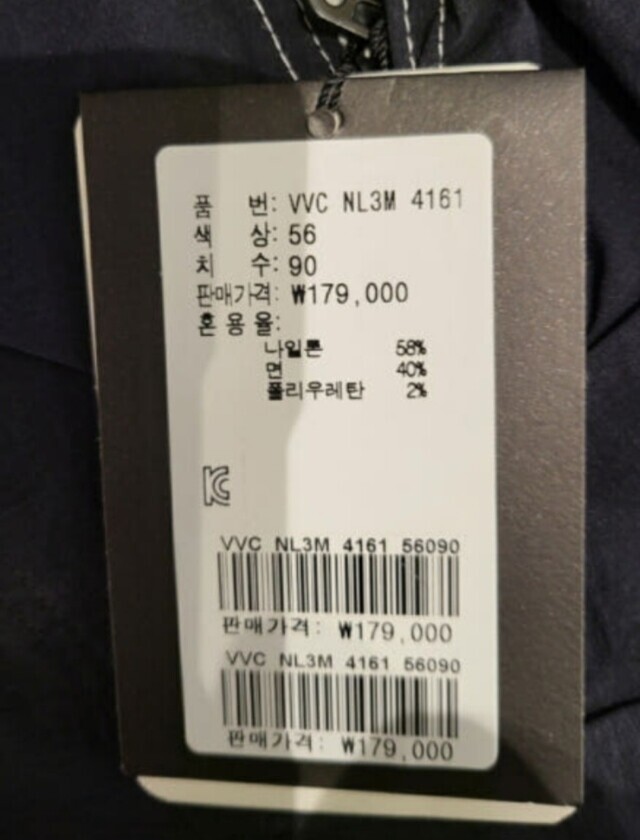 품 번: VVC NL3M 4161
색 상: 56
치 수: 90
판매가격: ₩179,000
혼 용 율:
나일론 58%
면 40%
폴리우레탄 2%
VVC NL3M 4161 56090
판매가격: ₩179,000
VVC NL3M 4161 56090
판매가격: ₩179,000